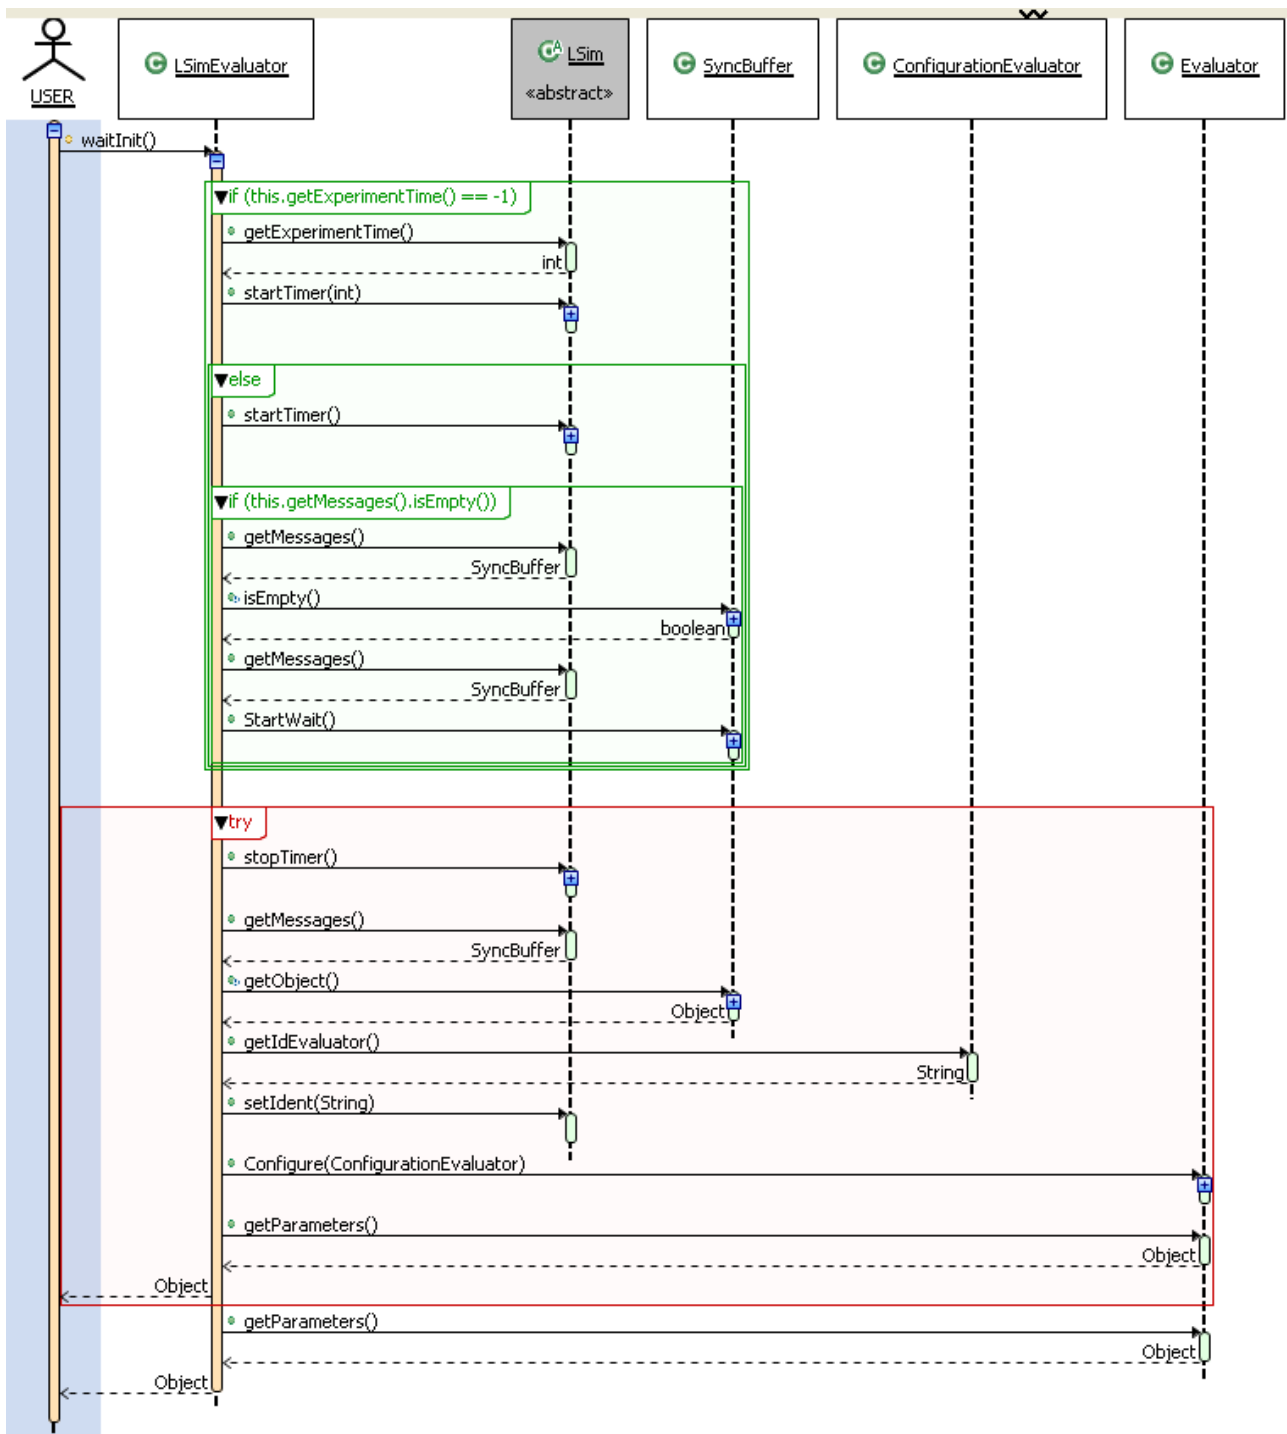 USER
LSimEvaluator
LSim
«abstract»
SyncBuffer
ConfigurationEvaluator
Evaluator
waitInit()
if (this.getExperimentTime() == -1)
getExperimentTime()
int
startTimer(int)
else
startTimer()
if (this.getMessages().isEmpty())
getMessages()
SyncBuffer
isEmpty()
boolean
getMessages()
SyncBuffer
StartWait()
try
stopTimer()
getMessages()
SyncBuffer
getObject()
Object
getIdEvaluator()
String
setIdent(String)
Configure(ConfigurationEvaluator)
getParameters()
Object
Object
getParameters()
Object
Object